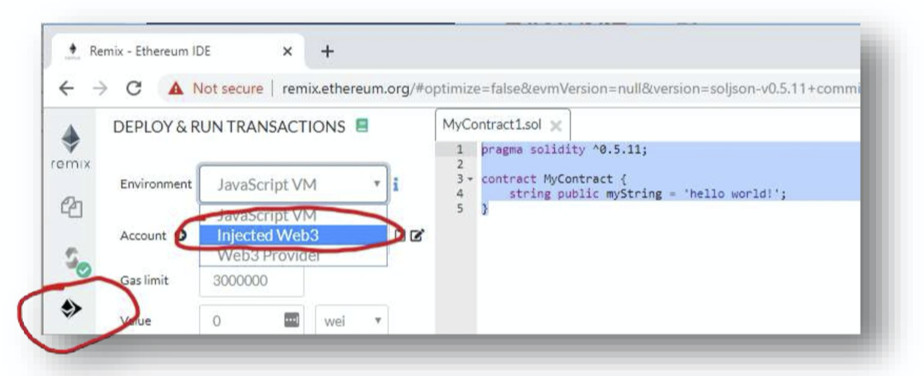 Remix - Ethereum IDE × +
Not secure | remix.ethereum.org/#optimize=false&evmVersion=null&version=soljson-v0.5.11+commi
remix
DEPLOY & RUN TRANSACTIONS
Environment JavaScript VM
JavaScript VM
Account Injected Web3
Web3 Provider
Gas limit 3000000
Value 0 wei
MyContract1.sol ×
1 pragma solidity ^0.5.11;
2
3 contract MyContract {
4 string public myString = 'hello world!';
5 }